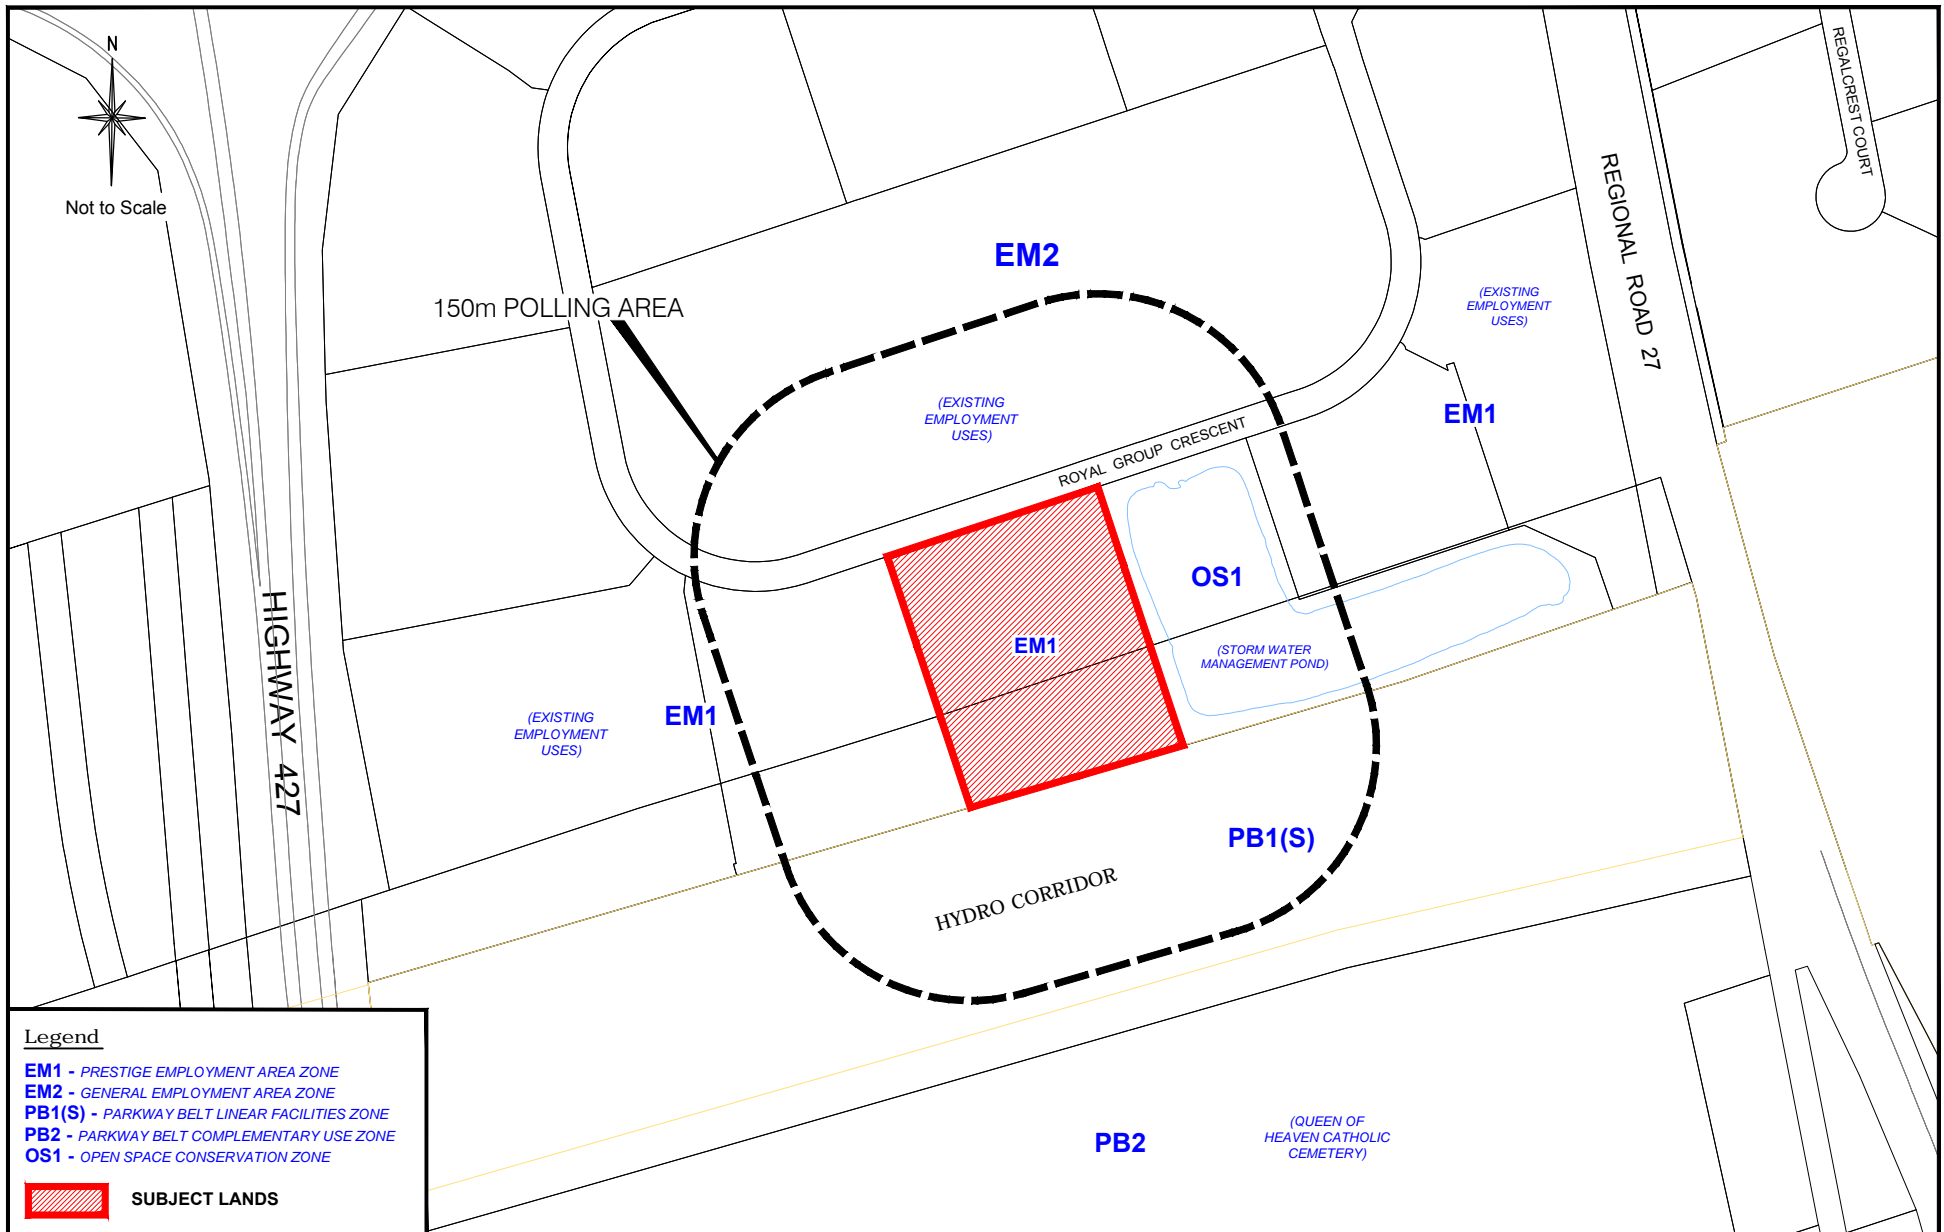 N
Not to Scale
REGALCREST COURT
REGIONAL ROAD 27
EM2
150m POLLING AREA
(EXISTING
EMPLOYMENT
USES)
(EXISTING
EMPLOYMENT
USES)
EM1
ROYAL GROUP CRESCENT
OS1
EM1
(STORM WATER
MANAGEMENT POND)
HIGHWAY 427
(EXISTING
EMPLOYMENT
USES)
EM1
PB1(S)
HYDRO CORRIDOR
PB2
(QUEEN OF
HEAVEN CATHOLIC
CEMETERY)
Legend
EM1 - PRESTIGE EMPLOYMENT AREA ZONE
EM2 - GENERAL EMPLOYMENT AREA ZONE
PB1(S) - PARKWAY BELT LINEAR FACILITIES ZONE
PB2 - PARKWAY BELT COMPLEMENTARY USE ZONE
OS1 - OPEN SPACE CONSERVATION ZONE
SUBJECT LANDS